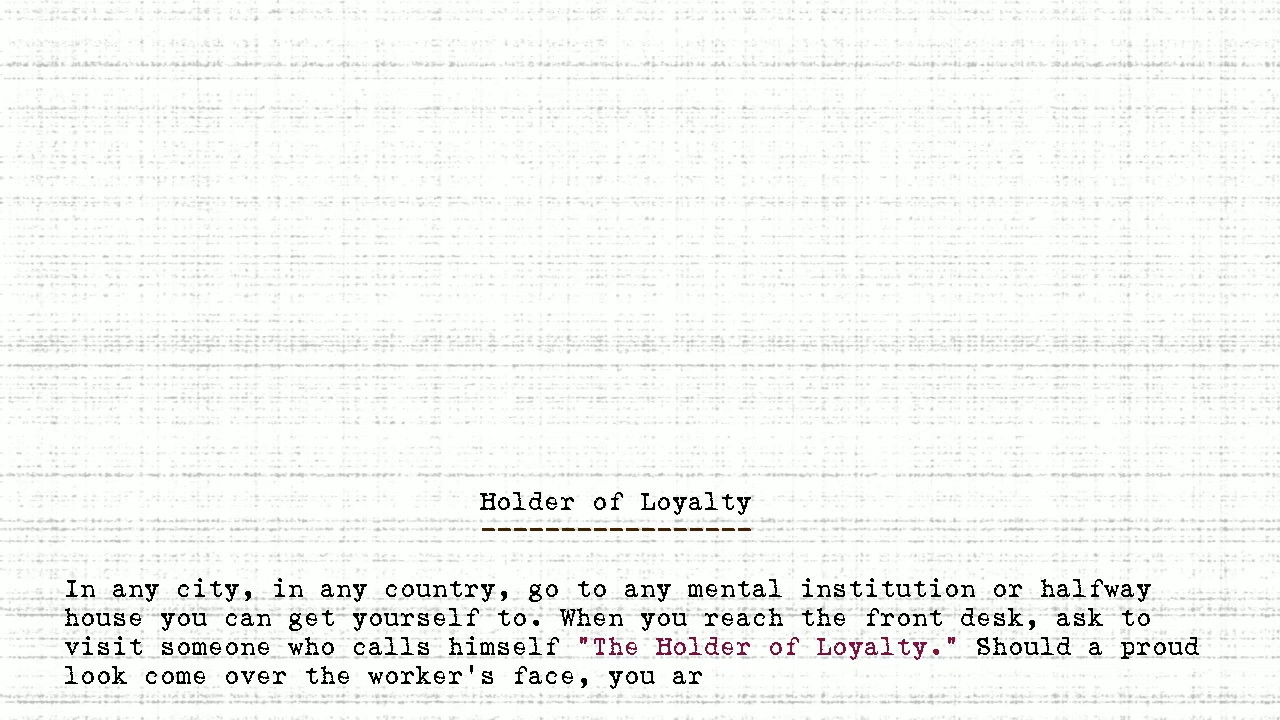 Holder of Loyalty
-----------------
In any city, in any country, go to any mental institution or halfway
house you can get yourself to. When you reach the front desk, ask to
visit someone who calls himself "The Holder of Loyalty." Should a proud
look come over the worker's face, you ar